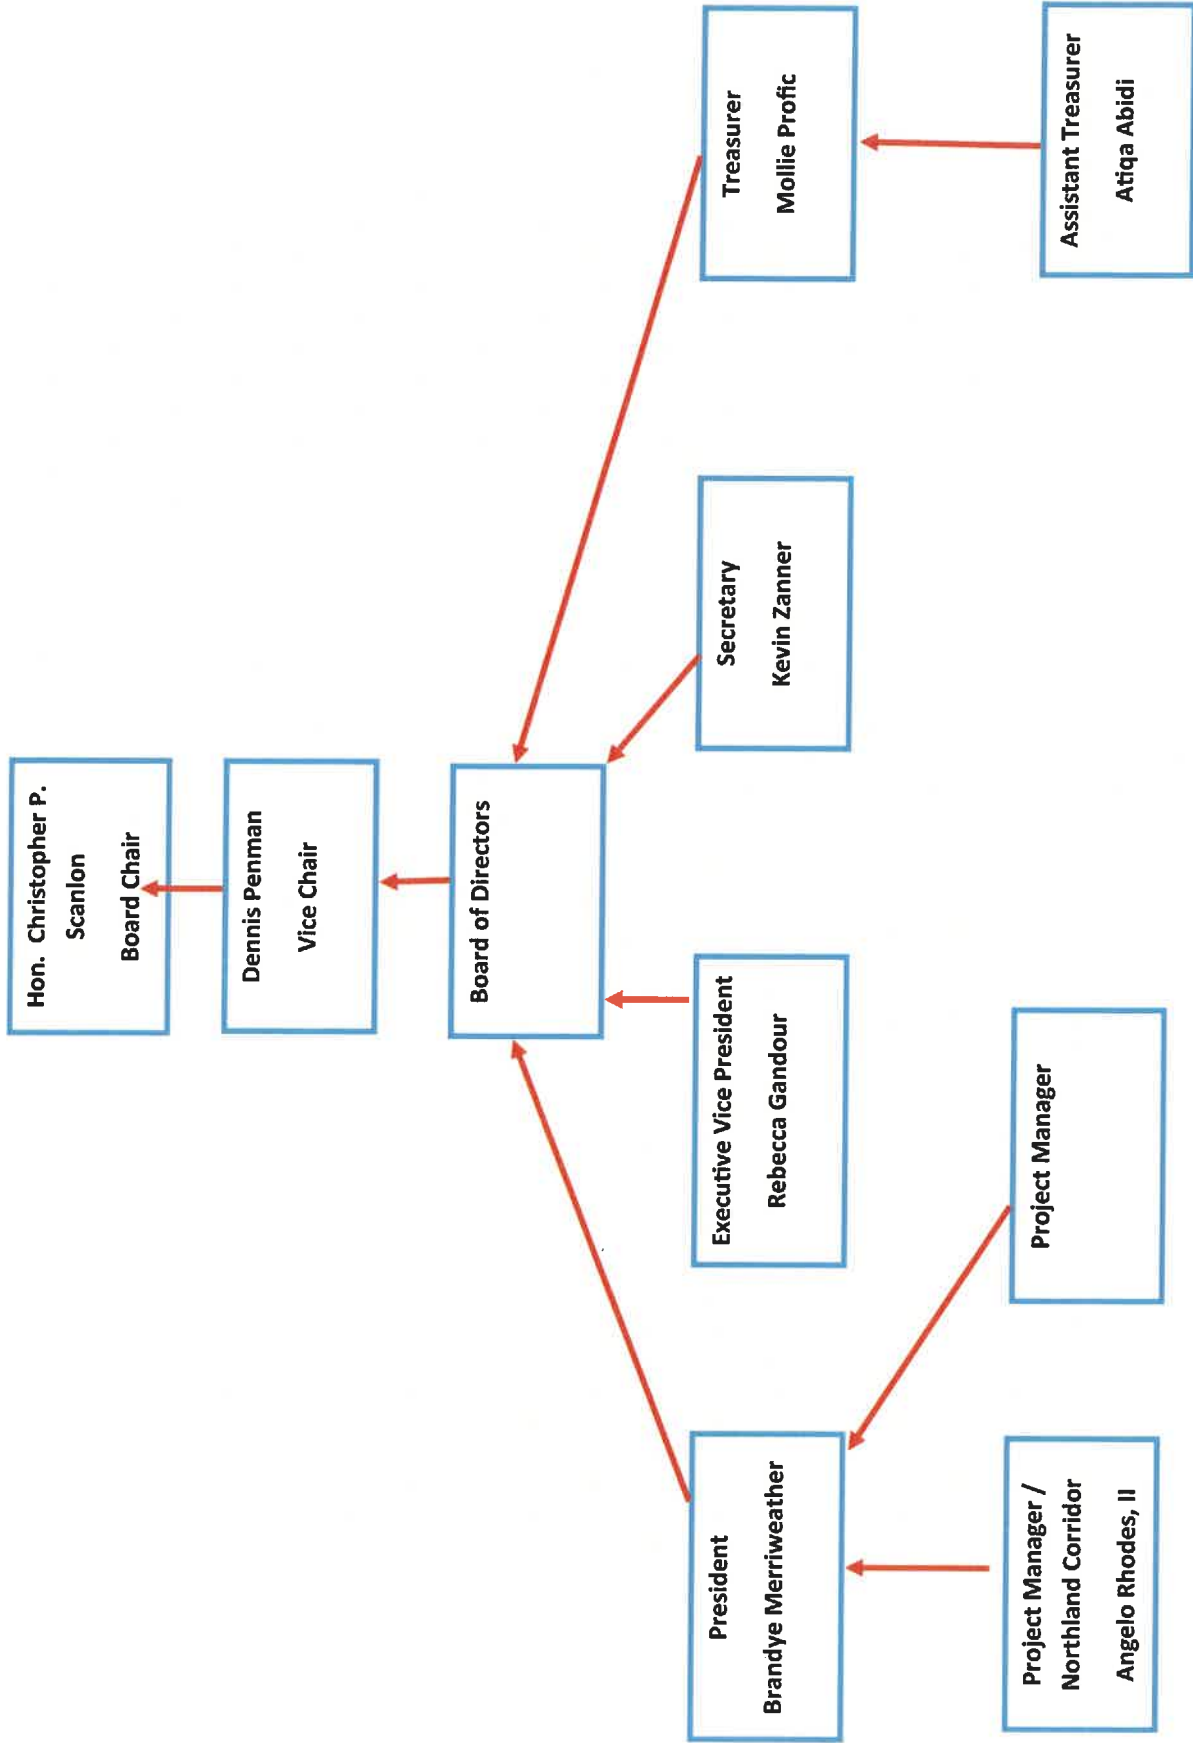 Hon. Christopher P.
Scanlon
Board Chair
Dennis Penman
Vice Chair
Board of Directors
President
Brandye Merriweather
Executive Vice President
Rebecca Gandour
Secretary
Kevin Zanner
Treasurer
Mollie Profic
Project Manager /
Northland Corridor
Angelo Rhodes, II
Project Manager
Assistant Treasurer
Atiqa Abidi